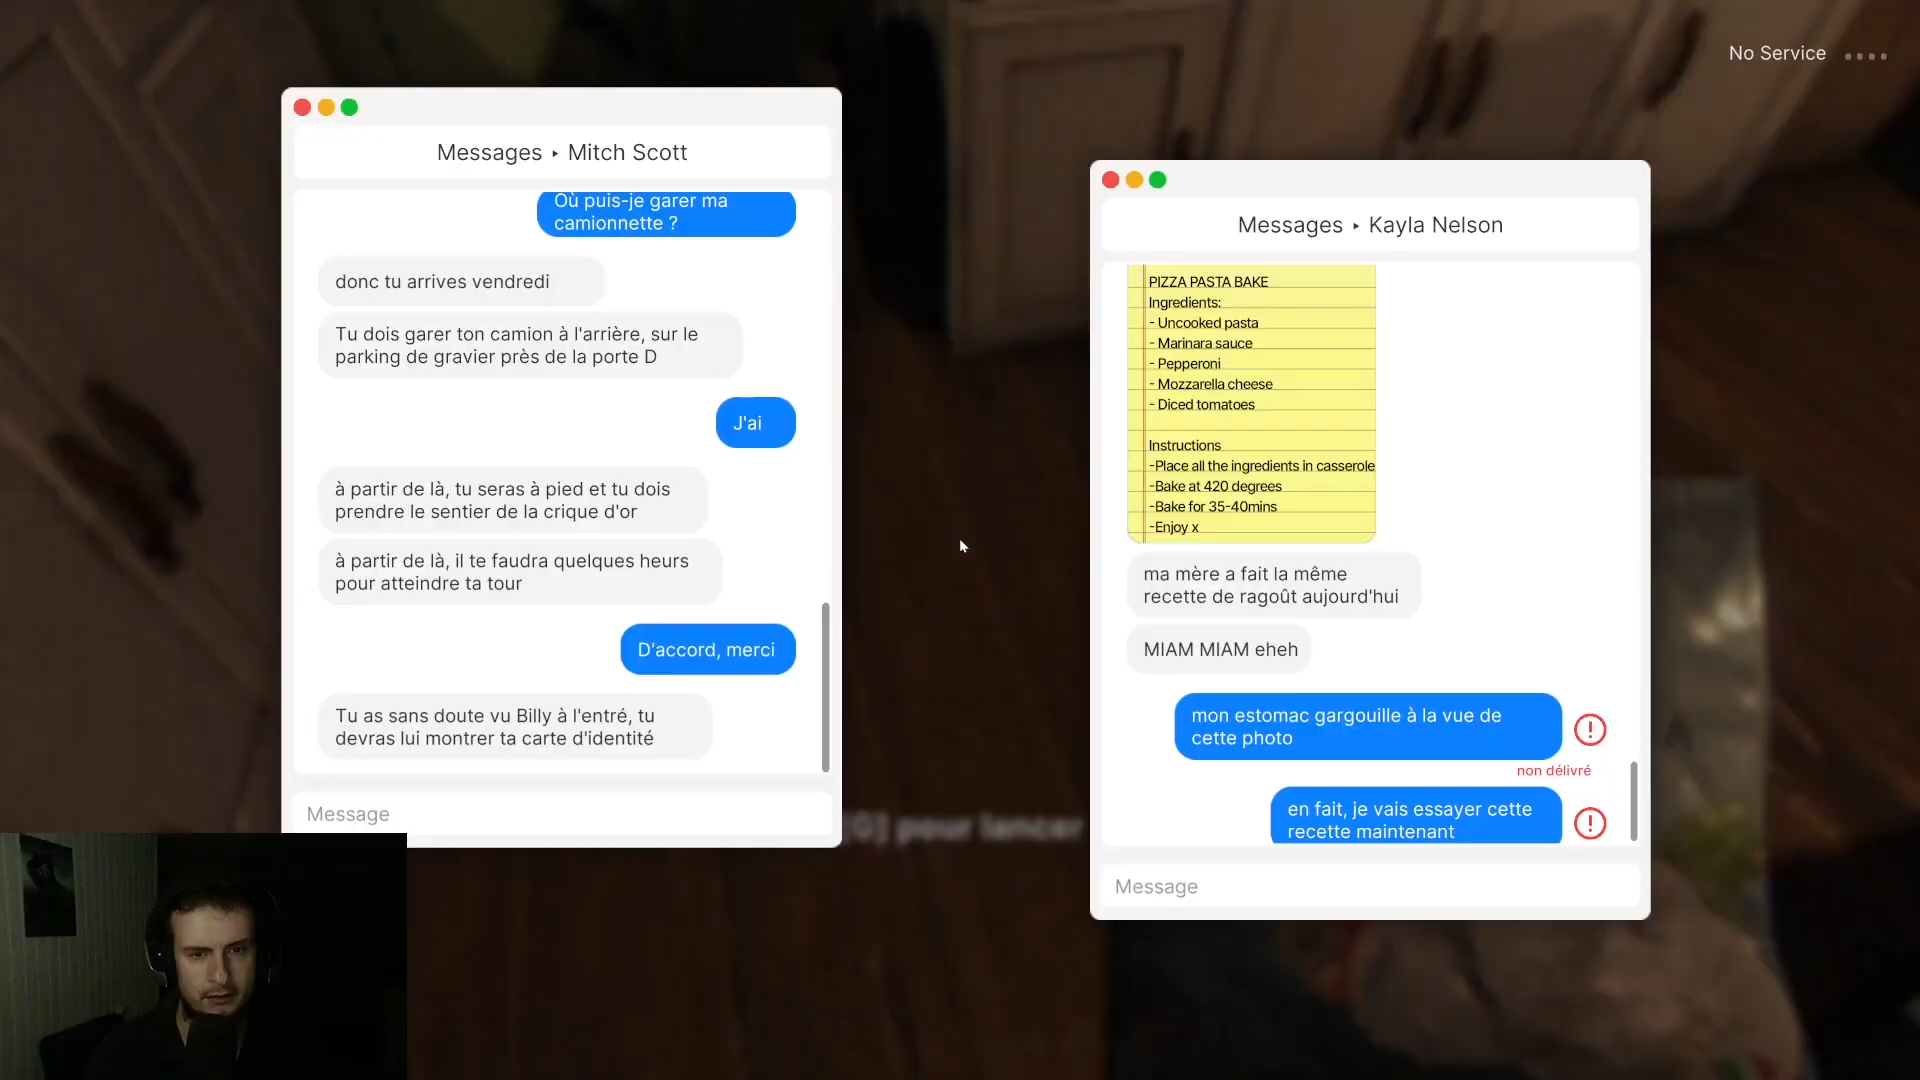 No Service
Messages ▸ Mitch Scott
Où puis-je garer ma
camionnette ?
donc tu arrives vendredi
Tu dois garer ton camion à l'arrière, sur le
parking de gravier près de la porte D
J'ai
à partir de là, tu seras à pied et tu dois
prendre le sentier de la crique d'or
à partir de là, il te faudra quelques heurs
pour atteindre ta tour
D'accord, merci
Tu as sans doute vu Billy à l'entré, tu
devras lui montrer ta carte d'identité
Message
Messages ▸ Kayla Nelson
PIZZA PASTA BAKE
Ingredients:
- Uncooked pasta
- Marinara sauce
- Pepperoni
- Mozzarella cheese
- Diced tomatoes
Instructions
-Place all the ingredients in casserole
-Bake at 420 degrees
-Bake for 35-40mins
-Enjoy x
ma mère a fait la même
recette de ragoût aujourd'hui
MIAM MIAM eheh
mon estomac gargouille à la vue de
cette photo
non délivré
en fait, je vais essayer cette
recette maintenant
Message
[G] pour lancer